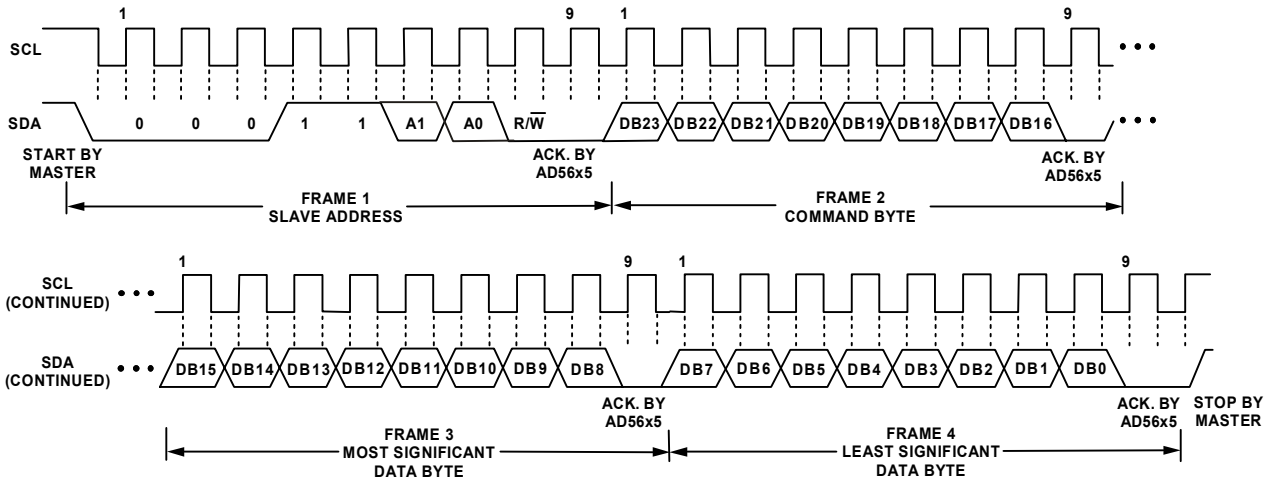 1 9 1 9
SCL
SDA 0 0 0 1 1 A1 A0 R/W̅ DB23 DB22 DB21 DB20 DB19 DB18 DB17 DB16
START BY MASTER
ACK. BY AD56x5
ACK. BY AD56x5
FRAME 1
SLAVE ADDRESS
FRAME 2
COMMAND BYTE
1 9 1 9
SCL
(CONTINUED)
SDA
(CONTINUED)
DB15 DB14 DB13 DB12 DB11 DB10 DB9 DB8 DB7 DB6 DB5 DB4 DB3 DB2 DB1 DB0
ACK. BY AD56x5
ACK. BY AD56x5
STOP BY MASTER
FRAME 3
MOST SIGNIFICANT
DATA BYTE
FRAME 4
LEAST SIGNIFICANT
DATA BYTE